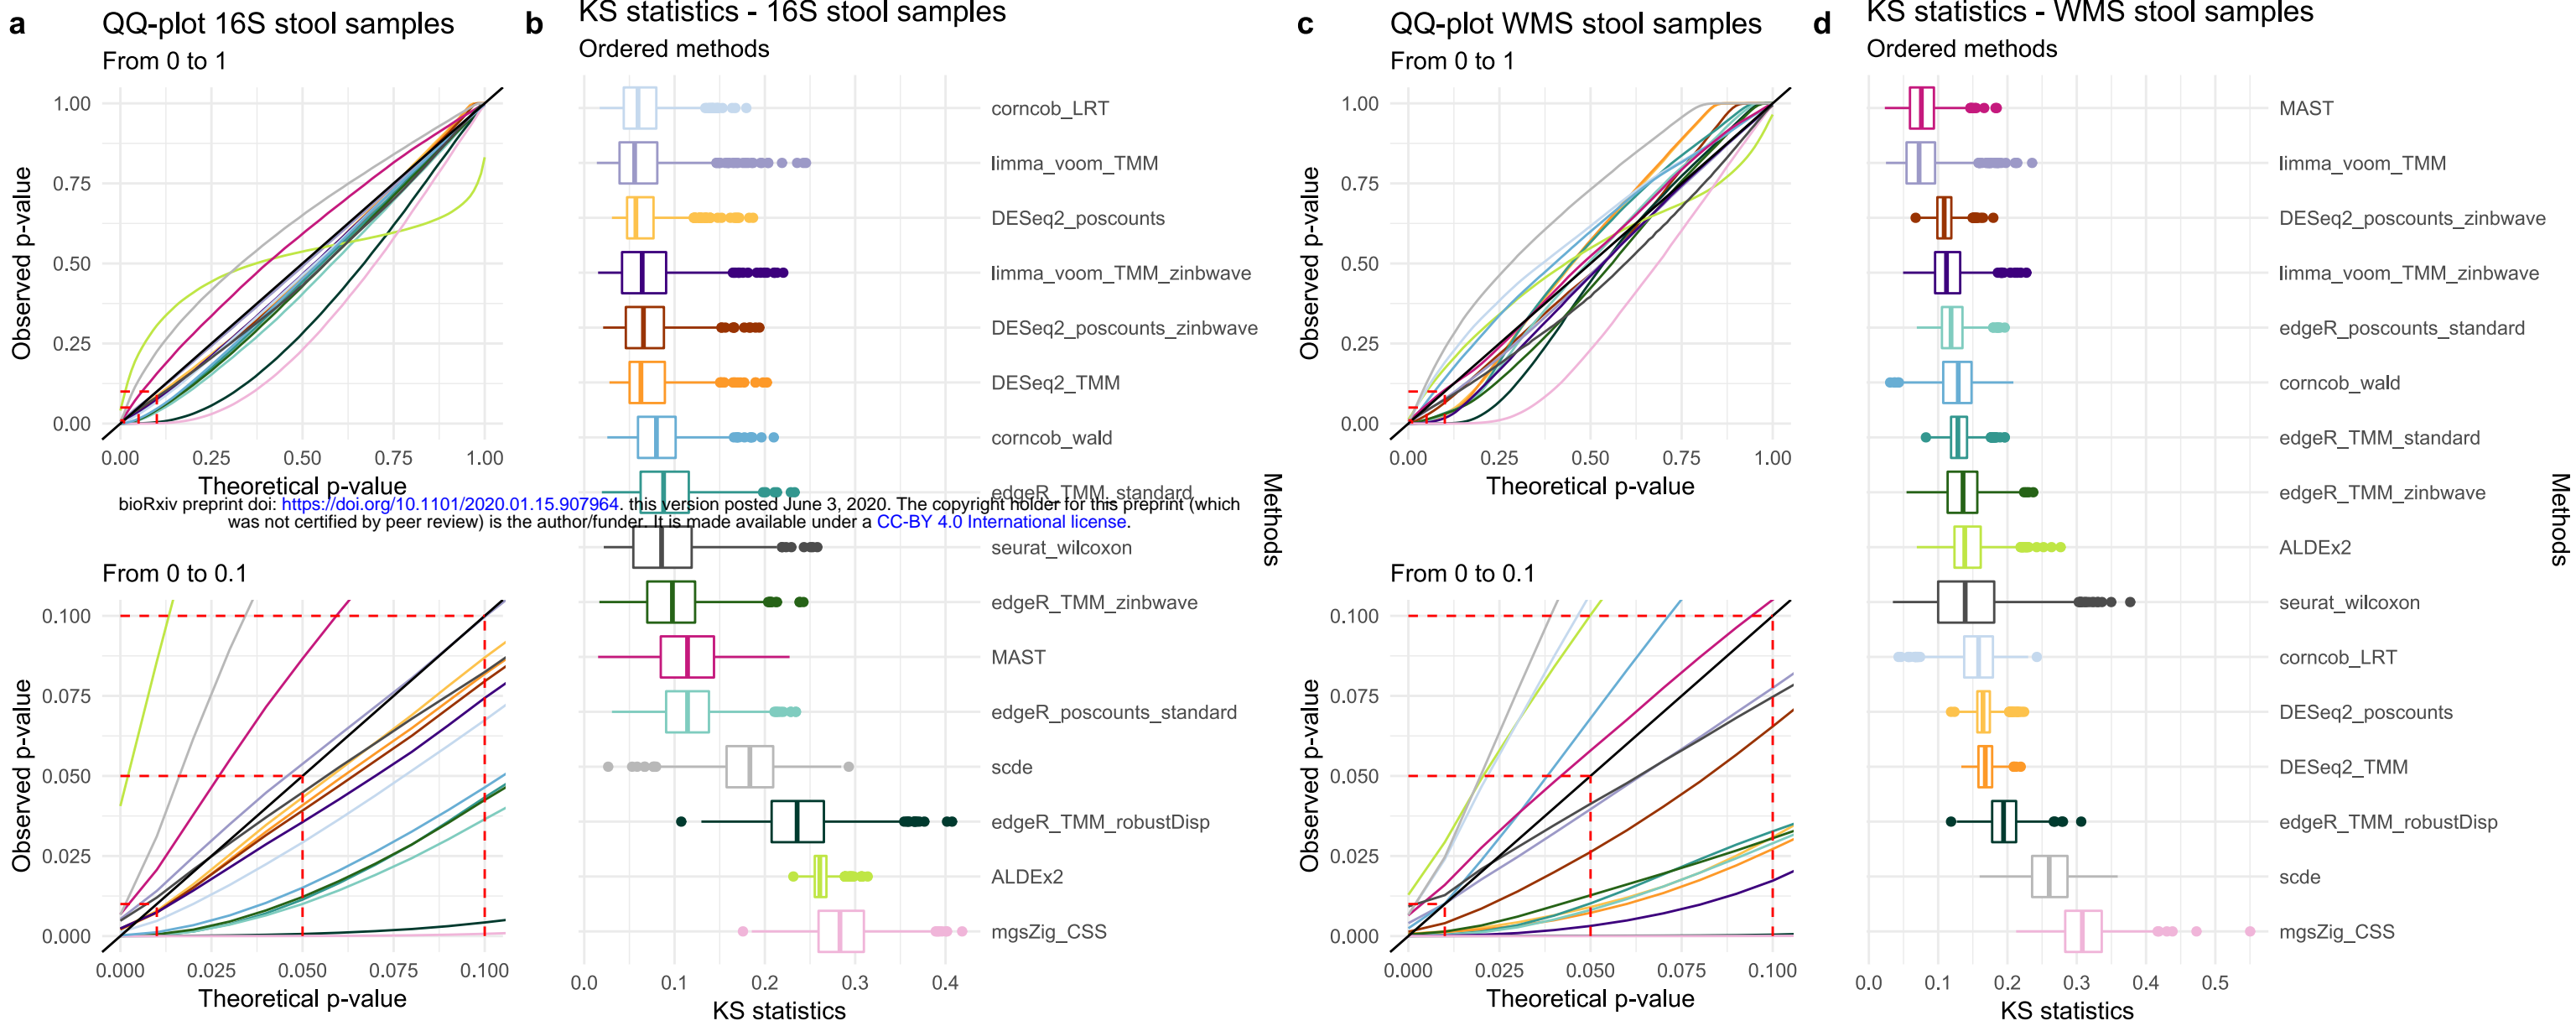 a
QQ-plot 16S stool samples
From 0 to 1
Observed p-value
1.00
0.75
0.50
0.25
0.00
0.00 0.25 0.50 0.75 1.00
Theoretical p-value
From 0 to 0.1
Observed p-value
0.100
0.075
0.050
0.025
0.000
0.000 0.025 0.050 0.075 0.100
Theoretical p-value
b
KS statistics - 16S stool samples
Ordered methods
corncob_LRT
limma_voom_TMM
DESeq2_poscounts
limma_voom_TMM_zinbwave
DESeq2_poscounts_zinbwave
DESeq2_TMM
corncob_wald
edgeR_TMM_standard
seurat_wilcoxon
edgeR_TMM_zinbwave
MAST
edgeR_poscounts_standard
scde
edgeR_TMM_robustDisp
ALDEx2
mgsZig_CSS
Methods
0.0 0.1 0.2 0.3 0.4
KS statistics
bioRxiv preprint doi: https://doi.org/10.1101/2020.01.15.907964. this version posted June 3, 2020. The copyright holder for this preprint (which
was not certified by peer review) is the author/funder. It is made available under a CC-BY 4.0 International license.
c
QQ-plot WMS stool samples
From 0 to 1
Observed p-value
1.00
0.75
0.50
0.25
0.00
0.00 0.25 0.50 0.75 1.00
Theoretical p-value
From 0 to 0.1
Observed p-value
0.100
0.075
0.050
0.025
0.000
0.000 0.025 0.050 0.075 0.100
Theoretical p-value
d
KS statistics - WMS stool samples
Ordered methods
MAST
limma_voom_TMM
DESeq2_poscounts_zinbwave
limma_voom_TMM_zinbwave
edgeR_poscounts_standard
corncob_wald
edgeR_TMM_standard
edgeR_TMM_zinbwave
ALDEx2
seurat_wilcoxon
corncob_LRT
DESeq2_poscounts
DESeq2_TMM
edgeR_TMM_robustDisp
scde
mgsZig_CSS
Methods
0.0 0.1 0.2 0.3 0.4 0.5
KS statistics